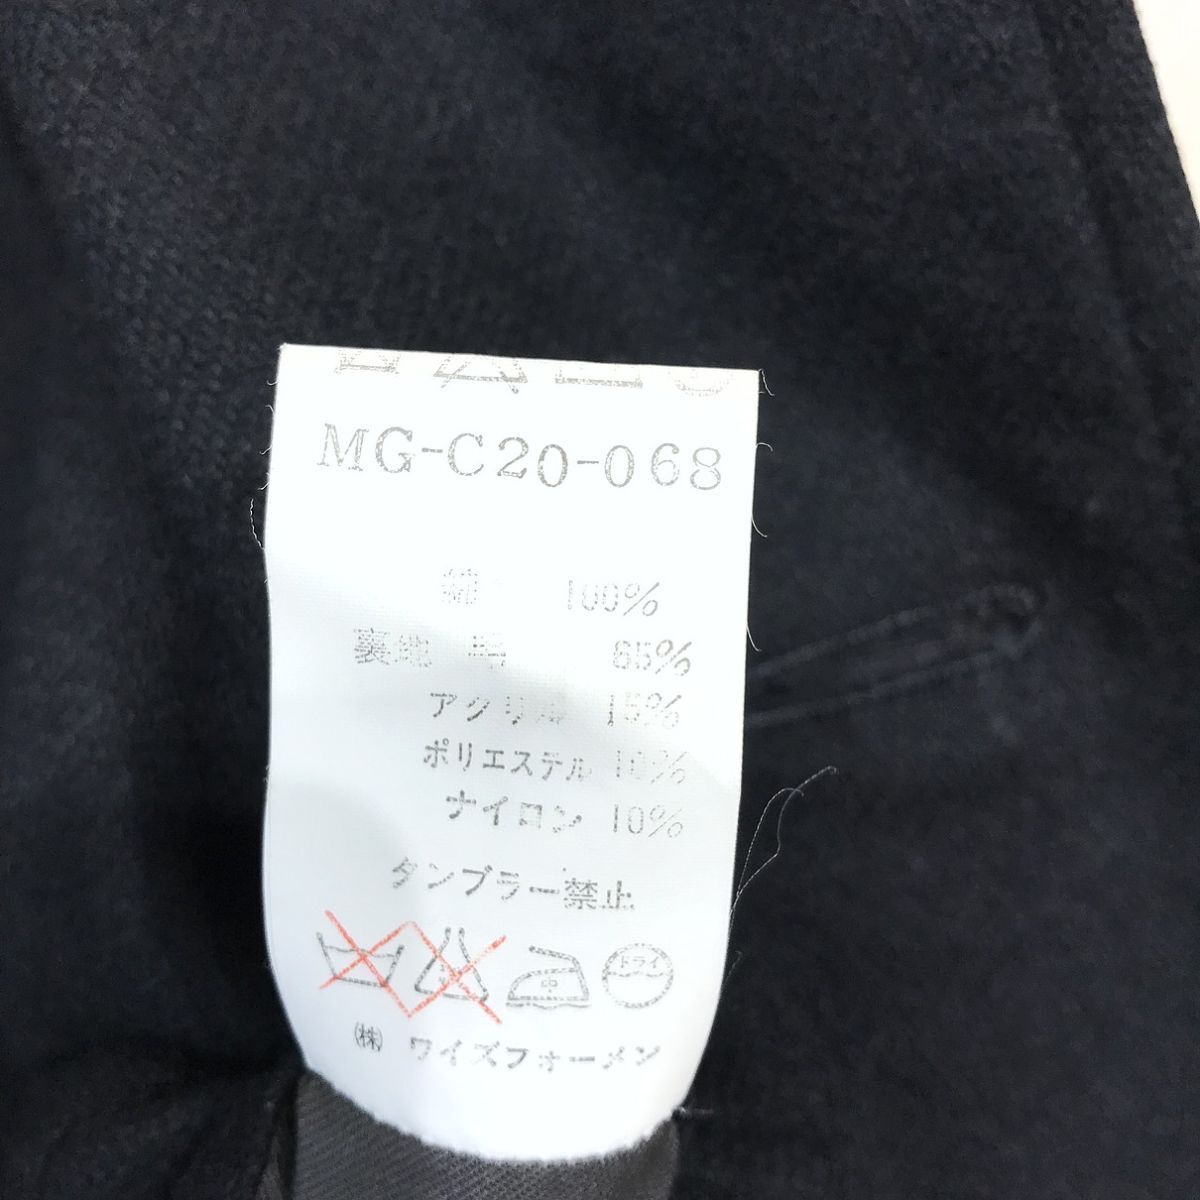 MG-C20-068
綿 100%
裏地 毛 65%
アクリル 15%
ポリエステル 10%
ナイロン 10%
タンブラー禁止
中 ドライ
㈱ ワイズフォーメン